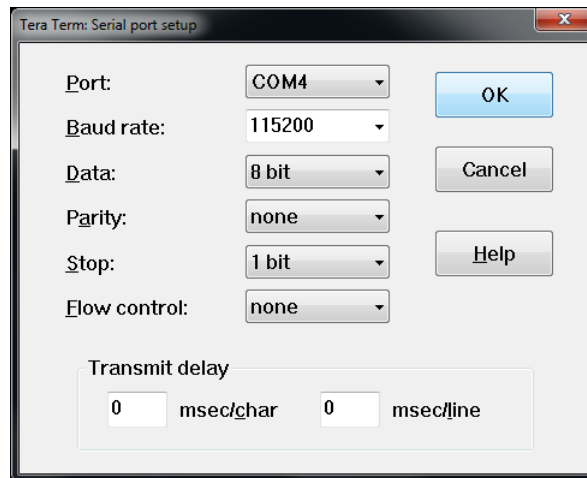 Tera Term: Serial port setup
Port: COM4 OK
Baud rate: 115200
Data: 8 bit Cancel
Parity: none
Stop: 1 bit Help
Flow control: none
Transmit delay
0 msec/char 0 msec/line